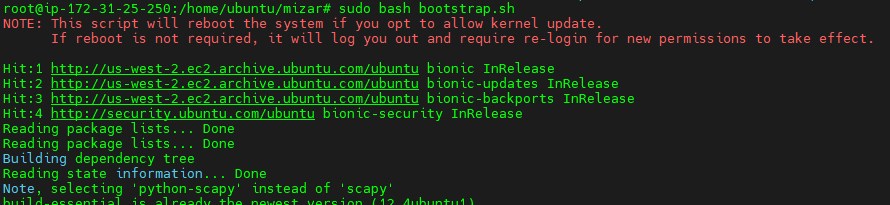 root@ip-172-31-25-250:/home/ubuntu/mizar# sudo bash bootstrap.sh
NOTE: This script will reboot the system if you opt to allow kernel update.
If reboot is not required, it will log you out and require re-login for new permissions to take effect.
Hit:1 http://us-west-2.ec2.archive.ubuntu.com/ubuntu bionic InRelease
Hit:2 http://us-west-2.ec2.archive.ubuntu.com/ubuntu bionic-updates InRelease
Hit:3 http://us-west-2.ec2.archive.ubuntu.com/ubuntu bionic-backports InRelease
Hit:4 http://security.ubuntu.com/ubuntu bionic-security InRelease
Reading package lists... Done
Reading package lists... Done
Building dependency tree
Reading state information... Done
Note, selecting 'python-scapy' instead of 'scapy'
build-essential is already the newest version (12.4ubuntu1)